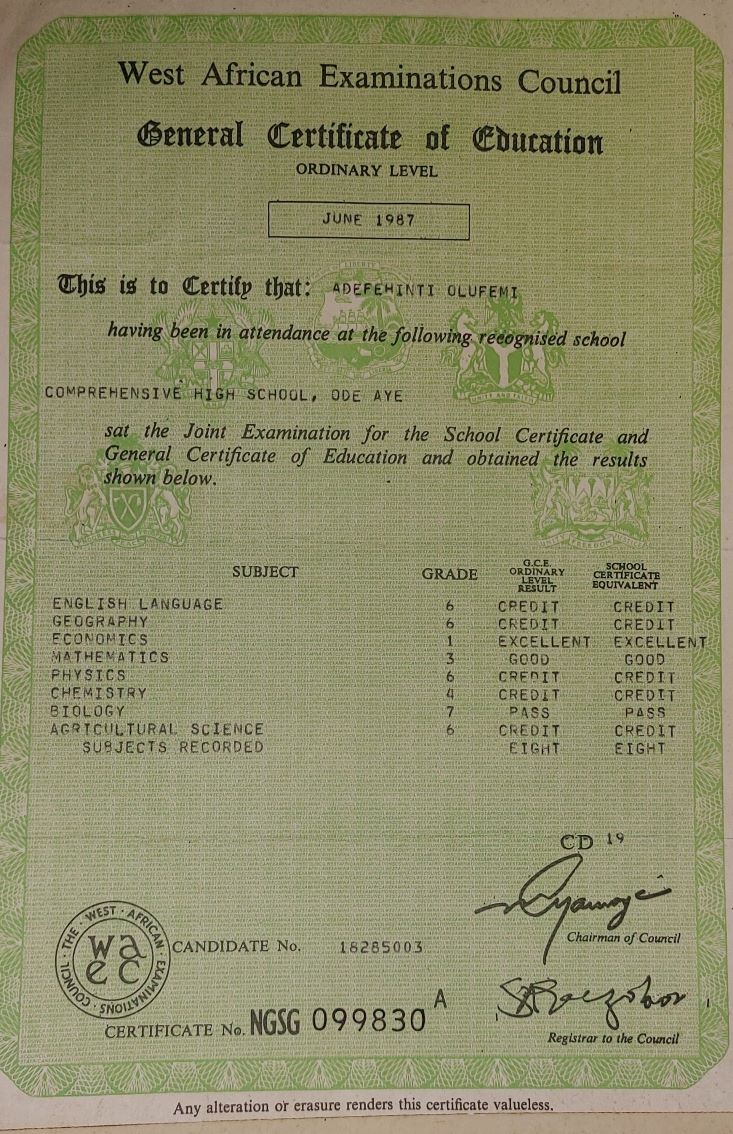 West African Examinations Council
General Certificate of Education
ORDINARY LEVEL
JUNE 1987
This is to Certify that: ADEFEHINTI OLUFEMI
having been in attendance at the following recognised school
COMPREHENSIVE HIGH SCHOOL, ODE AYE
sat the Joint Examination for the School Certificate and
General Certificate of Education and obtained the results
shown below.
SUBJECT GRADE G.C.E. ORDINARY LEVEL RESULT SCHOOL CERTIFICATE EQUIVALENT
ENGLISH LANGUAGE 6 CREDIT CREDIT
GEOGRAPHY 6 CREDIT CREDIT
ECONOMICS 1 EXCELLENT EXCELLENT
MATHEMATICS 3 GOOD GOOD
PHYSICS 6 CREDIT CREDIT
CHEMISTRY 4 CREDIT CREDIT
BIOLOGY 7 PASS PASS
AGRICULTURAL SCIENCE 6 CREDIT CREDIT
SUBJECTS RECORDED EIGHT EIGHT
CD 19
Chairman of Council
THE WEST AFRICAN EXAMINATIONS COUNCIL
waec
CANDIDATE No. 18285003
CERTIFICATE No. NGSG 099830 A
Registrar to the Council
Any alteration or erasure renders this certificate valueless.